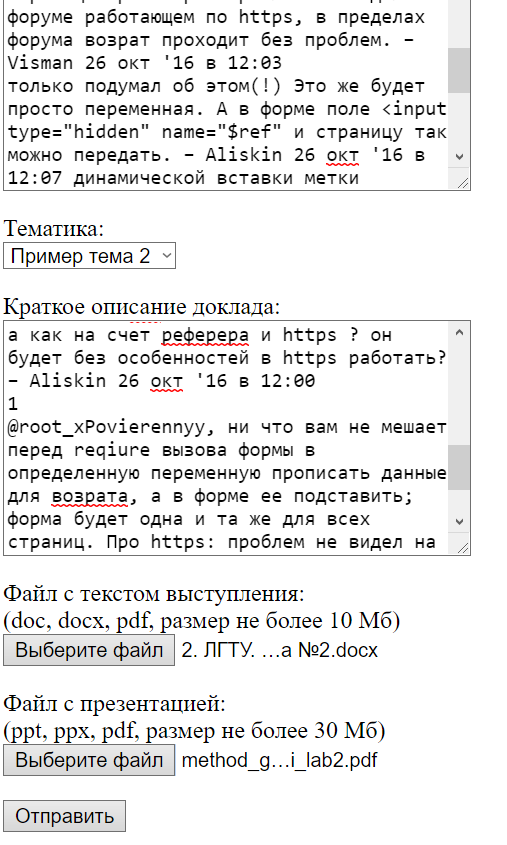 форуме работающем по https, в пределах
форума возрат проходит без проблем. –
Visman 26 окт '16 в 12:03
только подумал об этом(!) Это же будет
просто переменная. А в форме поле <input
type="hidden" name="$ref" и страницу так
можно передать. – Aliskin 26 окт '16 в
12:07 динамической вставки метки
Тематика:
Пример тема 2
Краткое описание доклада:
а как на счет реферера и https ? он
будет без особенностей в https работать?
– Aliskin 26 окт '16 в 12:00
1
@root_xPovierennyy, ни что вам не мешает
перед reqiure вызова формы в
определенную переменную прописать данные
для возрата, а в форме ее подставить;
форма будет одна и та же для всех
страниц. Про https: проблем не видел на
Файл с текстом выступления:
(doc, docx, pdf, размер не более 10 Мб)
Выберите файл 2. ЛГТУ. …а №2.docx
Файл с презентацией:
(ppt, ppx, pdf, размер не более 30 Мб)
Выберите файл method_g…i_lab2.pdf
Отправить